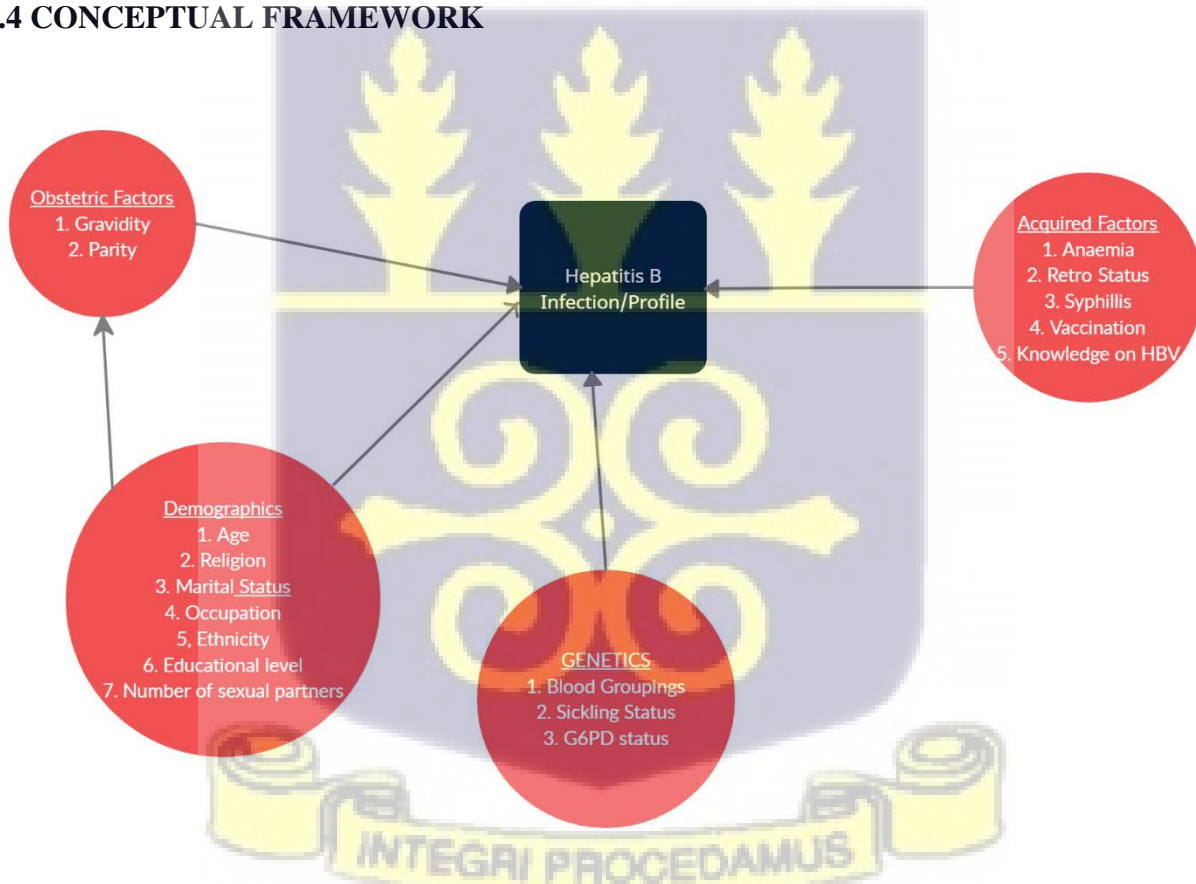 .4 CONCEPTUAL FRAMEWORK
Obstetric Factors
1. Gravidity
2. Parity
Hepatitis B
Infection/Profile
Acquired Factors
1. Anaemia
2. Retro Status
3. Syphillis
4. Vaccination
5. Knowledge on HBV
Demographics
1. Age
2. Religion
3. Marital Status
4. Occupation
5, Ethnicity
6. Educational level
7. Number of sexual partners
GENETICS
1. Blood Groupings
2. Sickling Status
3. G6PD status
INTEGRI PROCEDAMUS